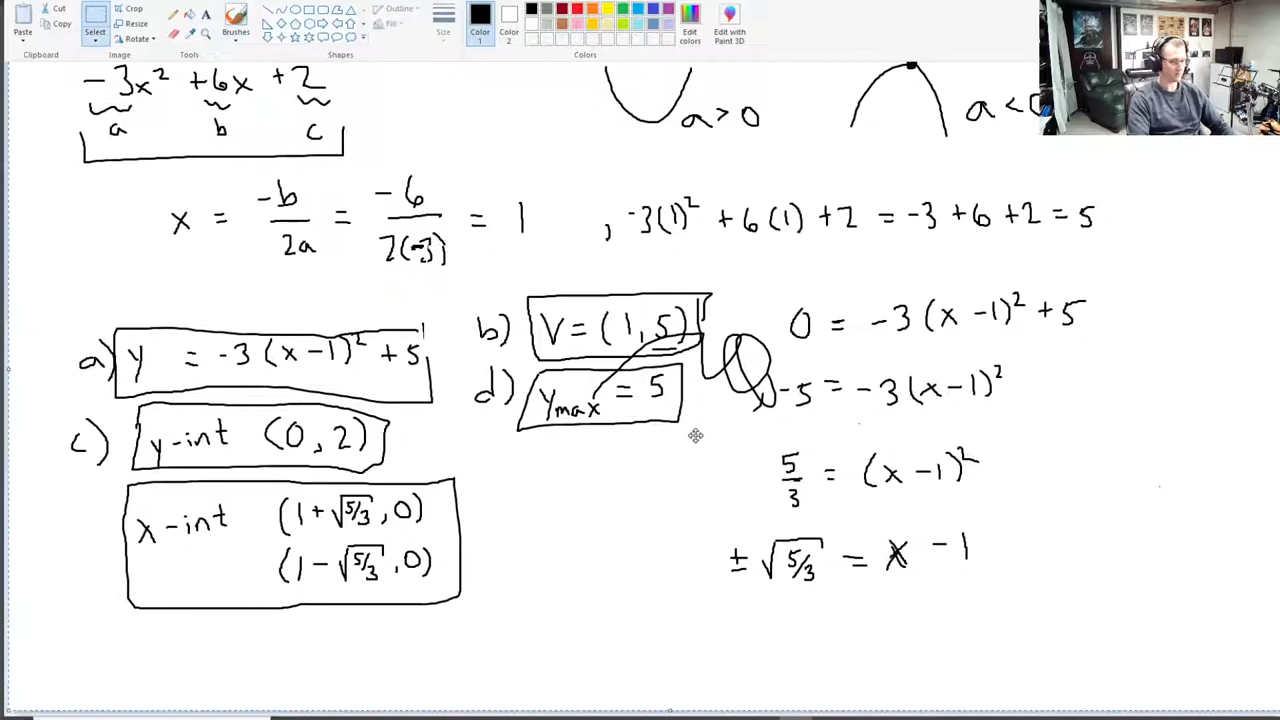 Cut
Crop
Outline
Copy
Resize
Fill
Paste
Select
Rotate
Brushes
Size
Color 1
Color 2
Edit colors
Edit with Paint 3D
Clipboard
Image
Tools
Shapes
Colors
-3x² +6x +2
a b c
a > 0
a < 0
x = -b/2a = -6/2(-3) = 1 , -3(1)² + 6(1) + 2 = -3 + 6 + 2 = 5
a) y = -3(x-1)² + 5
b) V = (1,5)
c) y-int (0,2)
d) ymax = 5
x-int (1+√5/3, 0)
(1-√5/3, 0)
0 = -3(x-1)² + 5
-5 = -3(x-1)²
5/3 = (x-1)²
± √5/3 = x - 1